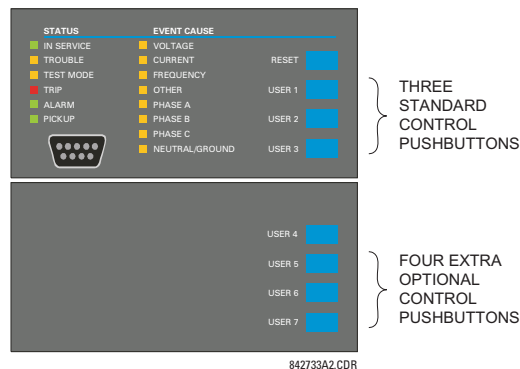 STATUS
EVENT CAUSE
IN SERVICE
VOLTAGE
TROUBLE
CURRENT
RESET
TEST MODE
FREQUENCY
TRIP
OTHER
USER 1
ALARM
PHASE A
PICKUP
PHASE B
USER 2
PHASE C
NEUTRAL/GROUND
USER 3
THREE
STANDARD
CONTROL
PUSHBUTTONS
USER 4
USER 5
USER 6
USER 7
FOUR EXTRA
OPTIONAL
CONTROL
PUSHBUTTONS
842733A2.CDR